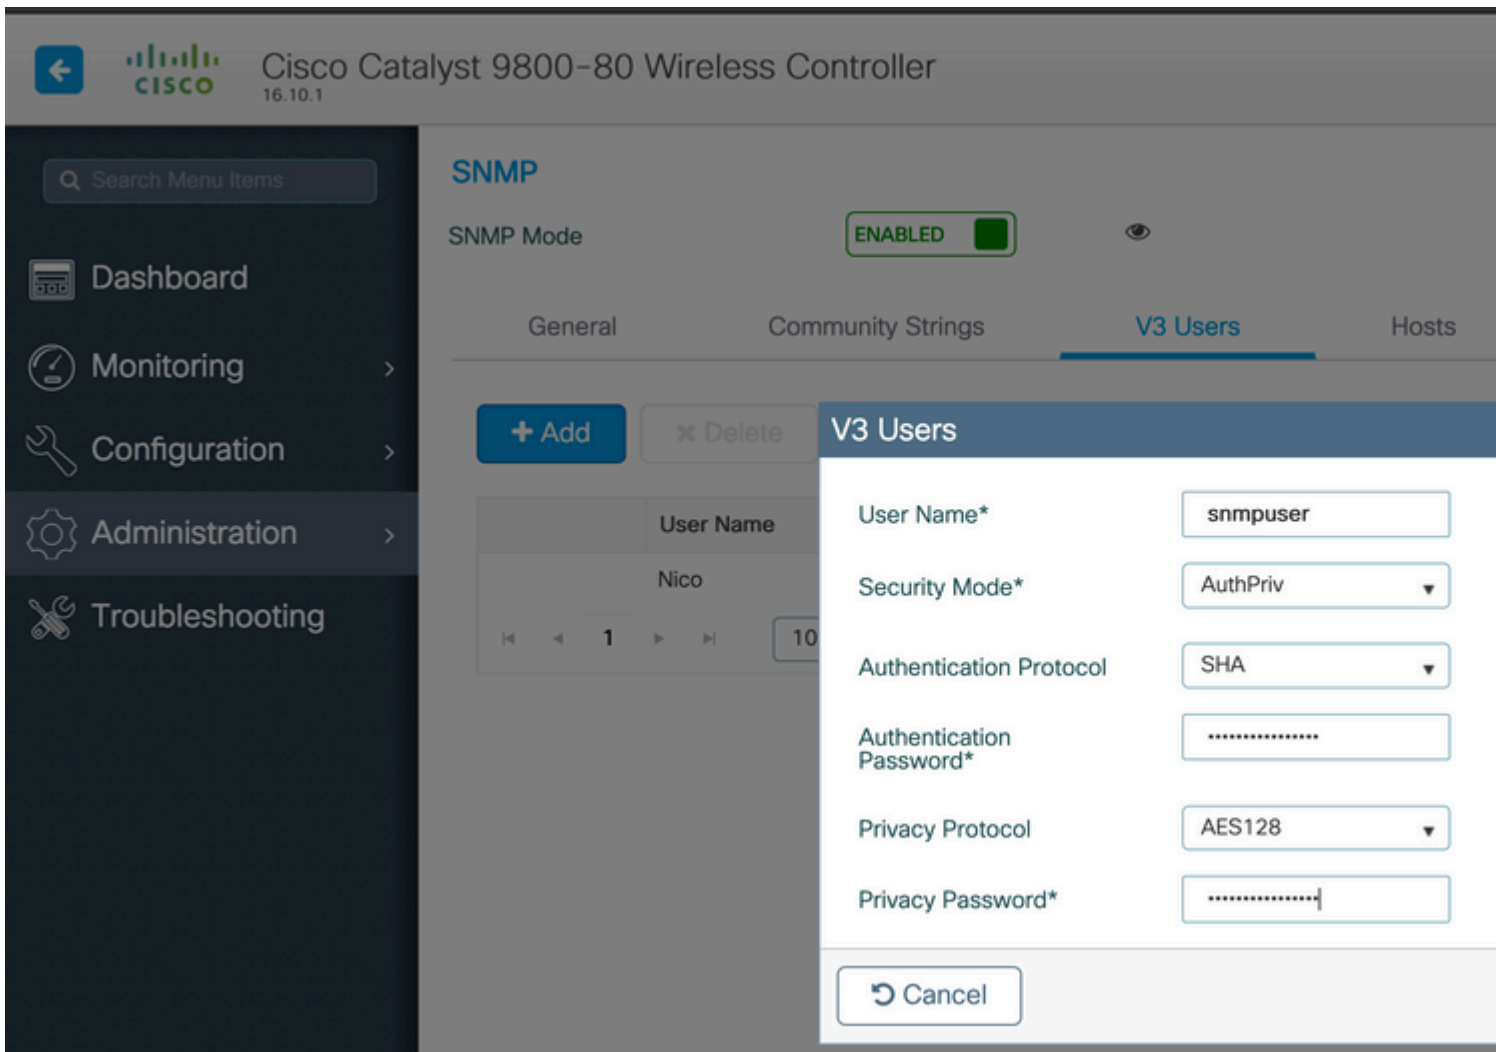 CISCO
Cisco Catalyst 9800-80 Wireless Controller
16.10.1
Search Menu Items
Dashboard
Monitoring
Configuration
Administration
Troubleshooting
SNMP
SNMP Mode
ENABLED
General
Community Strings
V3 Users
Hosts
+ Add
✖ Delete
User Name
Nico
1
10
V3 Users
User Name*
snmpuser
Security Mode*
AuthPriv
Authentication Protocol
SHA
Authentication
Password*
••••••••••••••••
Privacy Protocol
AES128
Privacy Password*
••••••••••••••••
Cancel